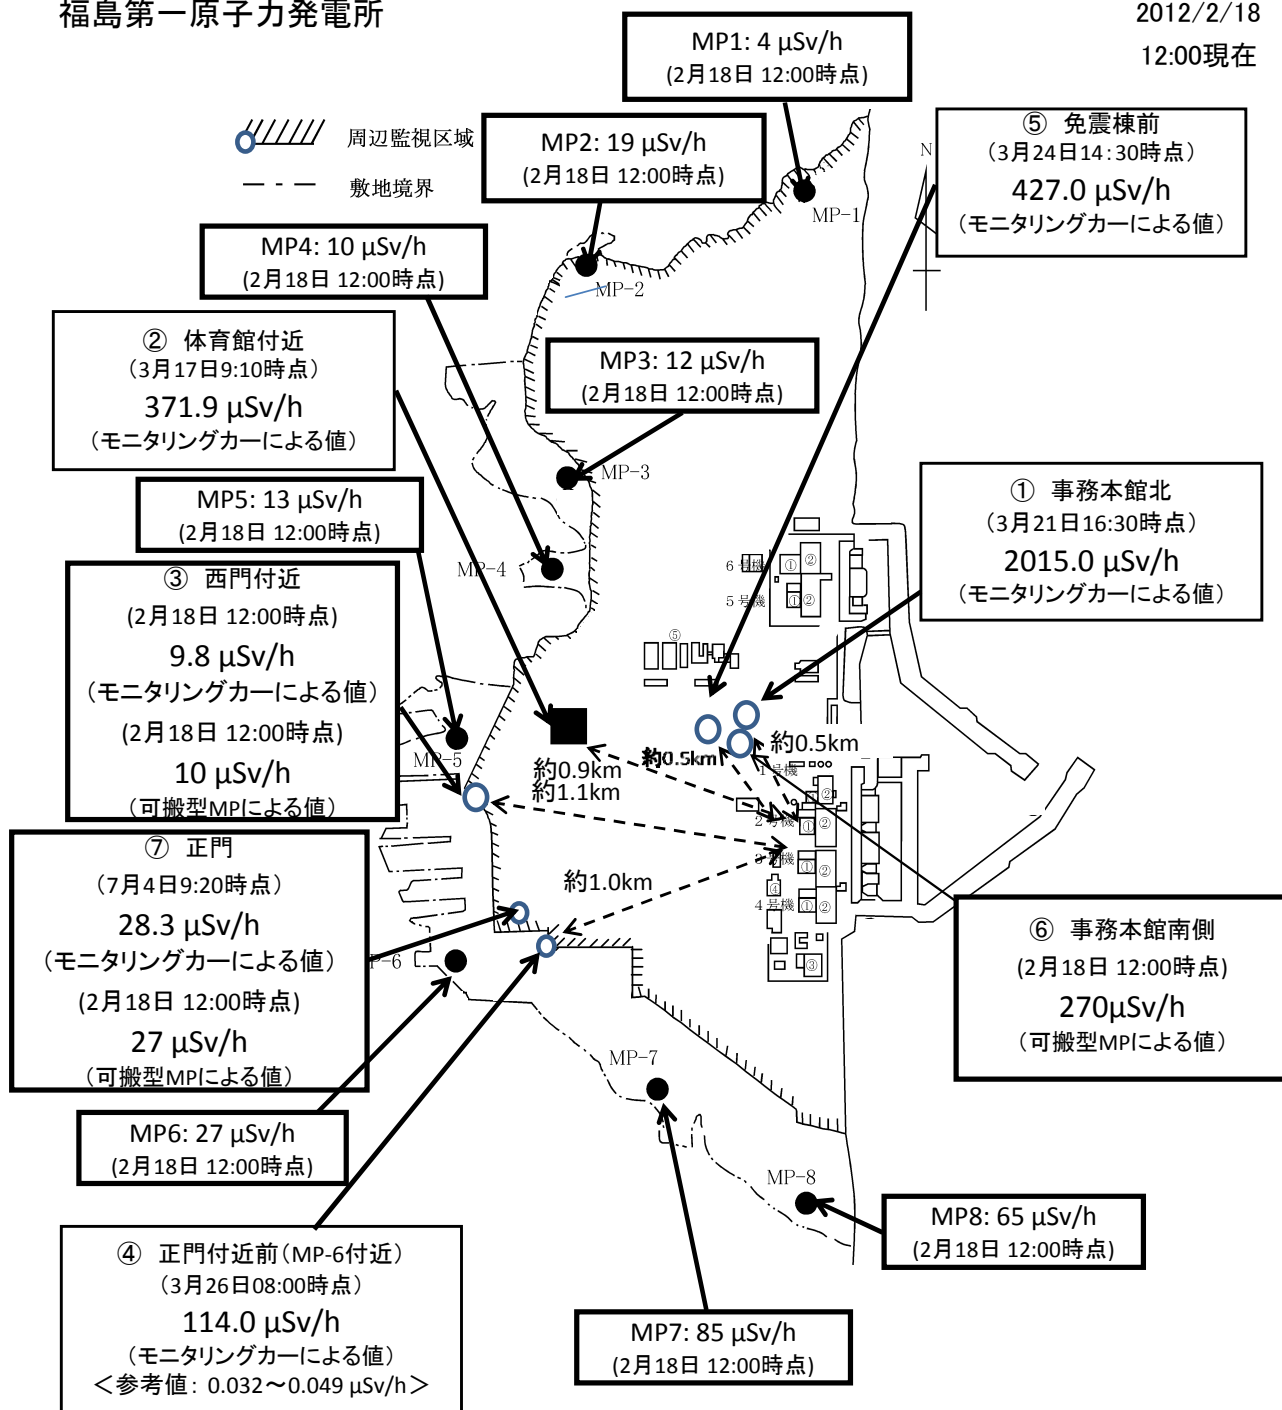 福島第一原子力発電所
2012/2/18
12:00現在
MP1: 4 μSv/h
(2月18日 12:00時点)
周辺監視区域
敷地境界
MP2: 19 μSv/h
(2月18日 12:00時点)
⑤ 免震棟前
(3月24日14:30時点)
427.0 μSv/h
(モニタリングカーによる値)
N
MP-1
MP4: 10 μSv/h
(2月18日 12:00時点)
MP-2
② 体育館付近
(3月17日9:10時点)
371.9 μSv/h
(モニタリングカーによる値)
MP3: 12 μSv/h
(2月18日 12:00時点)
MP-3
MP5: 13 μSv/h
(2月18日 12:00時点)
① 事務本館北
(3月21日16:30時点)
2015.0 μSv/h
(モニタリングカーによる値)
MP-4
6号機
① ②
5号機
① ②
③ 西門付近
(2月18日 12:00時点)
9.8 μSv/h
(モニタリングカーによる値)
(2月18日 12:00時点)
10 μSv/h
(可搬型MPによる値)
⑤
MP-5
約0.9km
約1.1km
約0.5km
約0.5km
1号機
②
2号機
① ②
3号機
① ②
④
4号機
① ②
③
約1.0km
⑦ 正門
(7月4日9:20時点)
28.3 μSv/h
(モニタリングカーによる値)
(2月18日 12:00時点)
27 μSv/h
(可搬型MPによる値)
P-6
⑥ 事務本館南側
(2月18日 12:00時点)
270μSv/h
(可搬型MPによる値)
MP-7
MP6: 27 μSv/h
(2月18日 12:00時点)
MP-8
MP8: 65 μSv/h
(2月18日 12:00時点)
④ 正門付近前(MP-6付近)
(3月26日08:00時点)
114.0 μSv/h
(モニタリングカーによる値)
<参考値: 0.032~0.049 μSv/h>
MP7: 85 μSv/h
(2月18日 12:00時点)